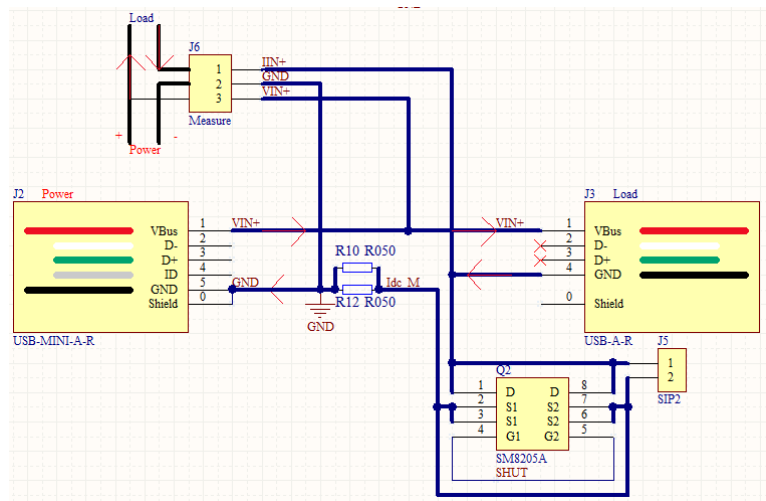 Load
J6
1 IIN+
2 GND
3 VIN+
Measure
+ -
Power
J2 Power
VBus 1 VIN+
D- 2
D+ 3
ID 4
GND 5 GND
Shield 0
USB-MINI-A-R
R10 R050
Idc_M
R12 R050
GND
J3 Load
VIN+ 1 VBus
2 D-
3 D+
4 GND
0 Shield
USB-A-R
J5
1
2
SIP2
Q2
1 D D 8
2 S1 S2 7
3 S1 S2 6
4 G1 G2 5
SM8205A
SHUT